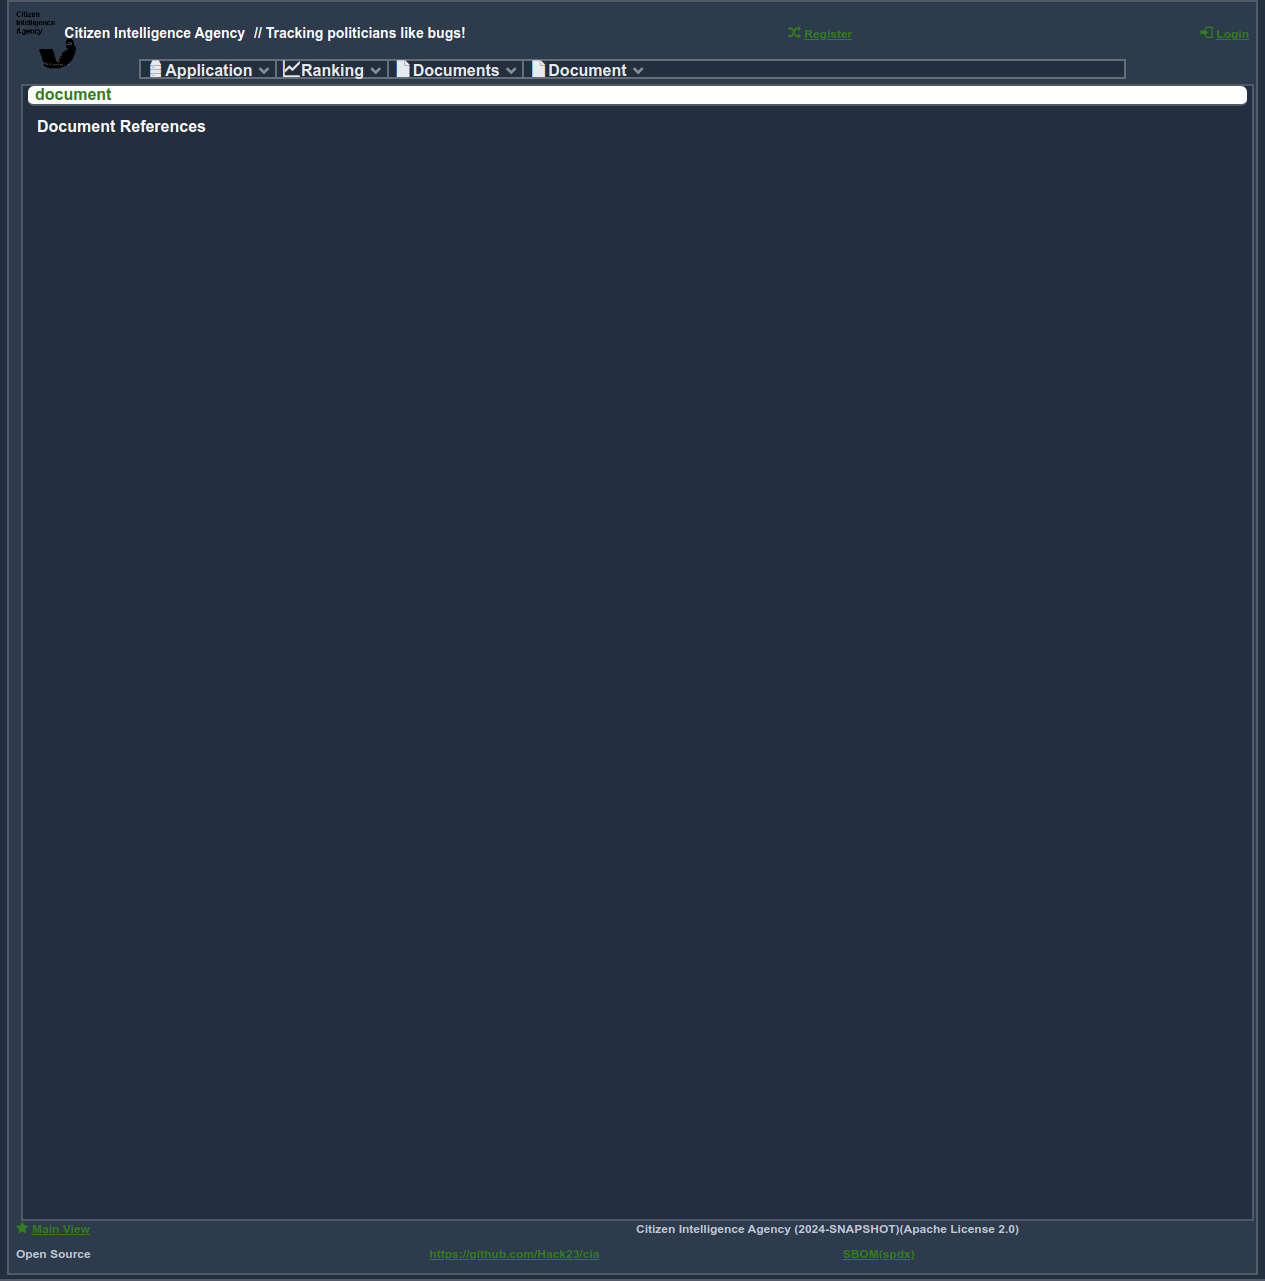 Citizen
Intelligence
Agency
Citizen Intelligence Agency // Tracking politicians like bugs!
Register
Login
Application
Ranking
Documents
Document
document
Document References
Main View
Citizen Intelligence Agency (2024-SNAPSHOT)(Apache License 2.0)
Open Source
https://github.com/Hack23/cia
SBOM(spdx)